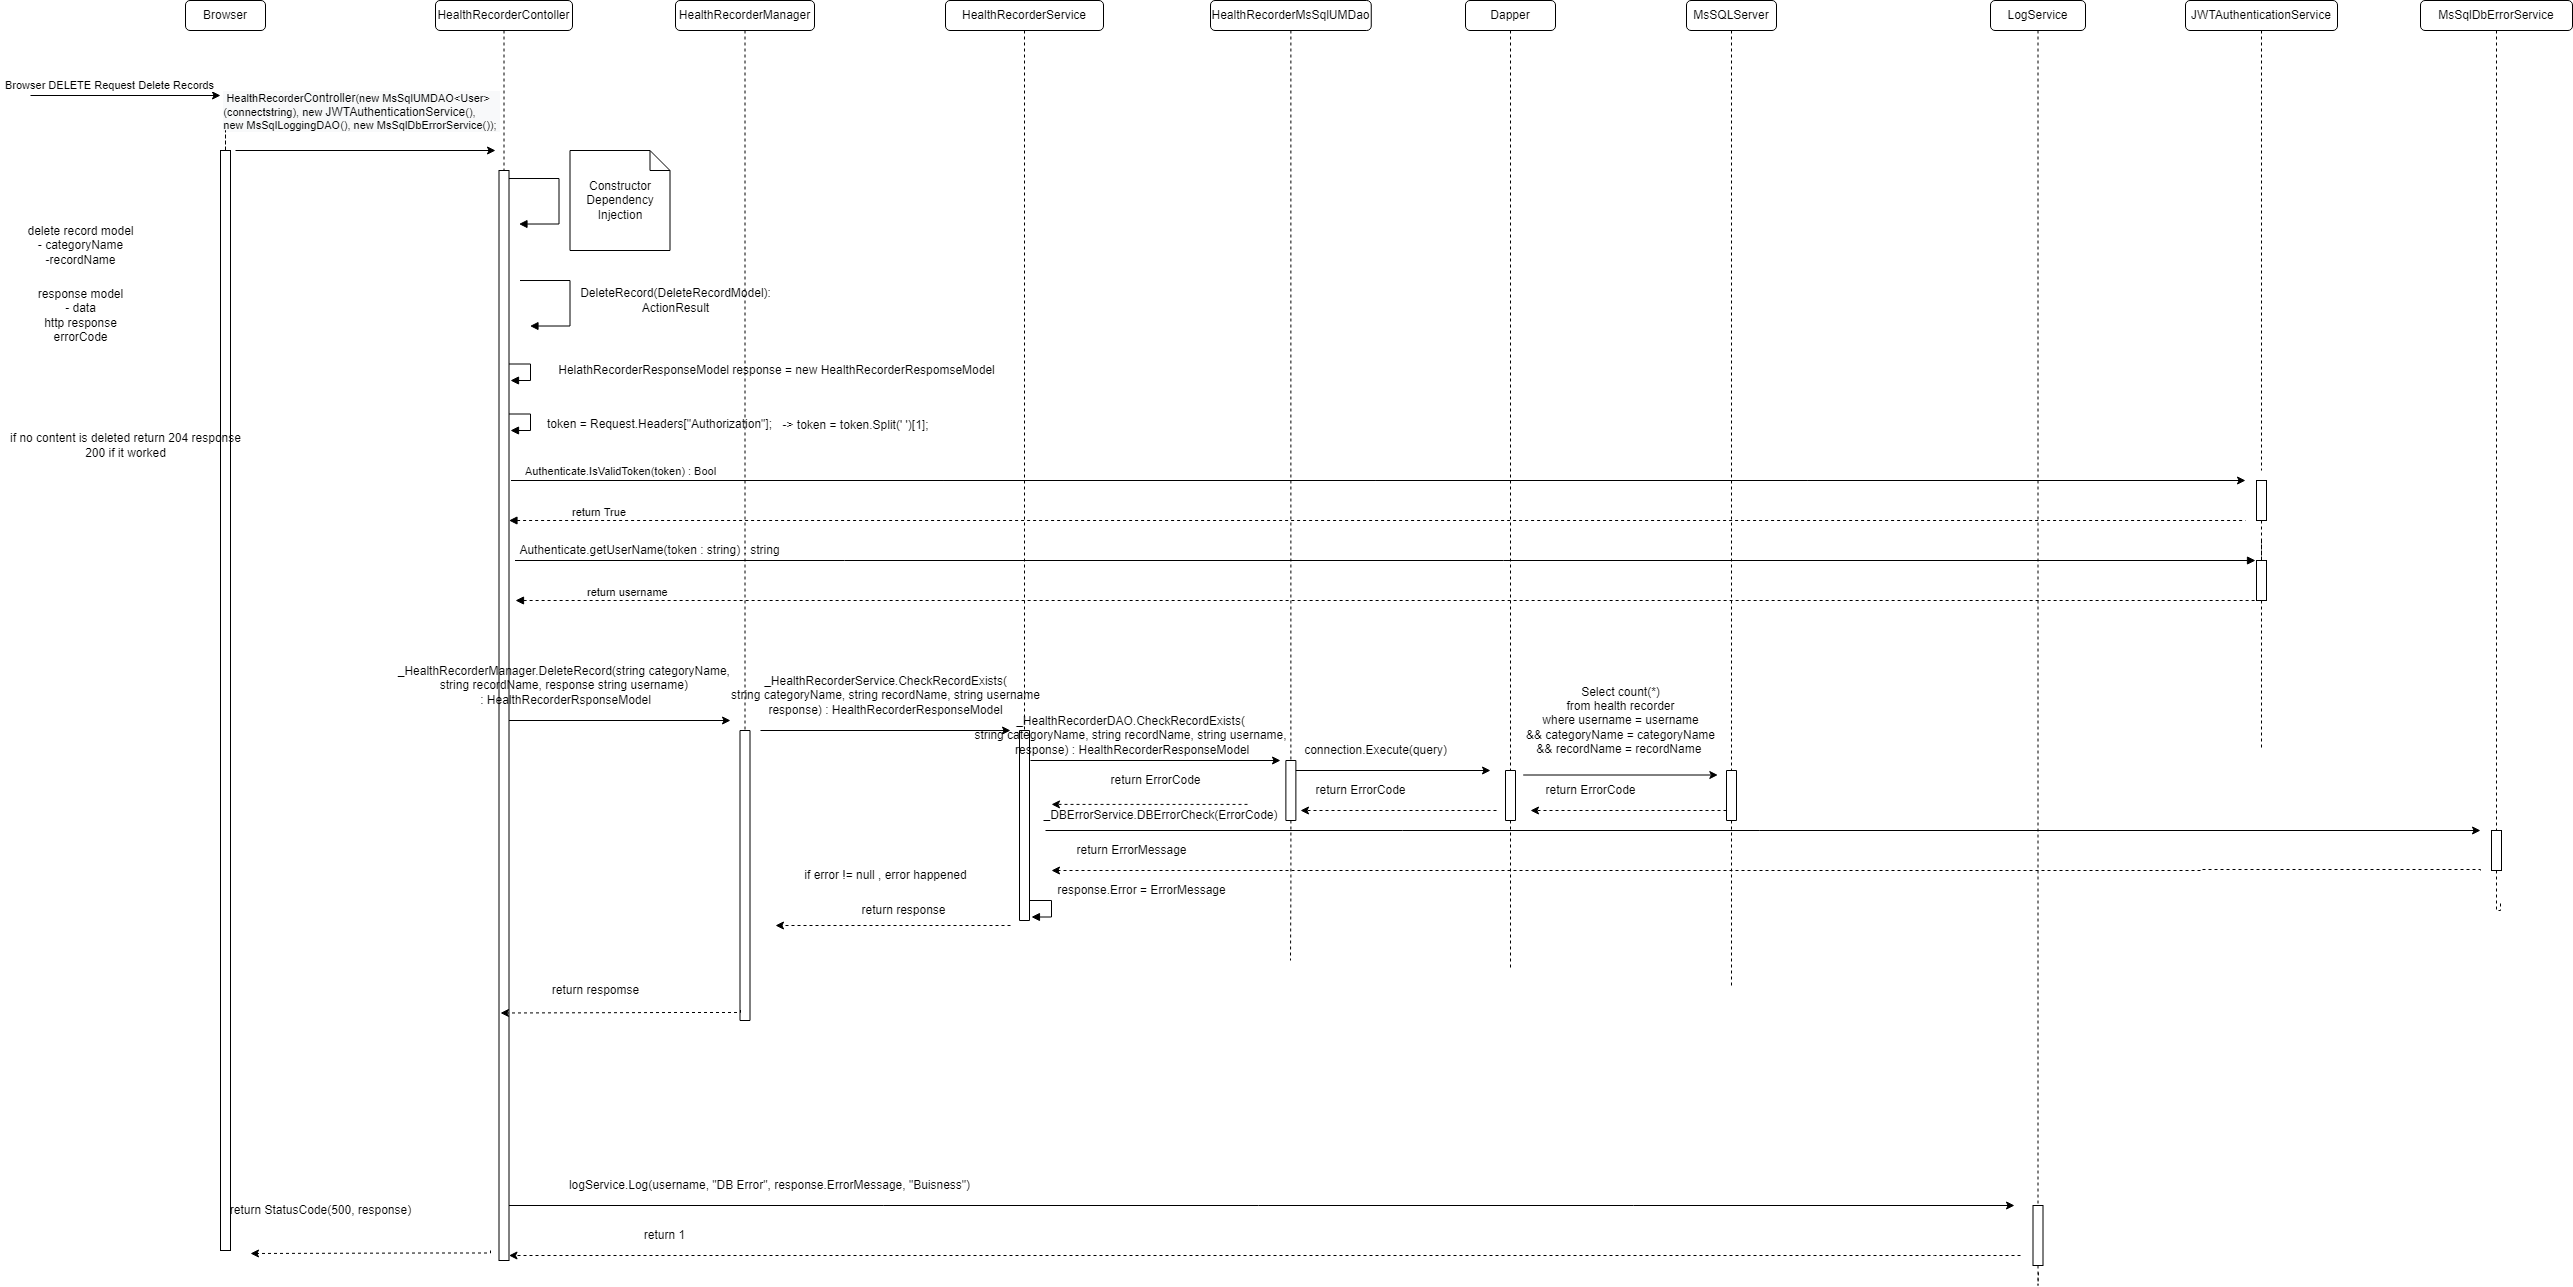 Browser
HealthRecorderContoller
HealthRecorderManager
HealthRecorderService
HealthRecorderMsSqlUMDao
Dapper
MsSQLServer
LogService
JWTAuthenticationService
MsSqlDbErrorService
Browser DELETE Request Delete Records
HealthRecorderController(new MsSqlUMDAO<User>
(connectstring), new JWTAuthenticationService(),
new MsSqlLoggingDAO(), new MsSqlDbErrorService());
Constructor
Dependency
Injection
delete record model
- categoryName
-recordName
response model
- data
http response
errorCode
DeleteRecord(DeleteRecordModel):
ActionResult
HelathRecorderResponseModel response = new HealthRecorderRespomseModel
token = Request.Headers["Authorization"];   -> token = token.Split(' ')[1];
if no content is deleted return 204 response
200 if it worked
Authenticate.IsValidToken(token) : Bool
return True
Authenticate.getUserName(token : string) : string
return username
_HealthRecorderManager.DeleteRecord(string categoryName,
string recordName, response string username)
: HealthRecorderRsponseModel
_HealthRecorderService.CheckRecordExists(
string categoryName, string recordName, string username
response) : HealthRecorderResponseModel
_HealthRecorderDAO.CheckRecordExists(
string categoryName, string recordName, string username,
response) : HealthRecorderResponseModel
connection.Execute(query)
Select count(*)
from health recorder
where username = username
&& categoryName = categoryName
&& recordName = recordName
return ErrorCode
return ErrorCode
return ErrorCode
_DBErrorService.DBErrorCheck(ErrorCode)
return ErrorMessage
if error != null , error happened
response.Error = ErrorMessage
return response
return respomse
logService.Log(username, "DB Error", response.ErrorMessage, "Buisness")
return StatusCode(500, response)
return 1